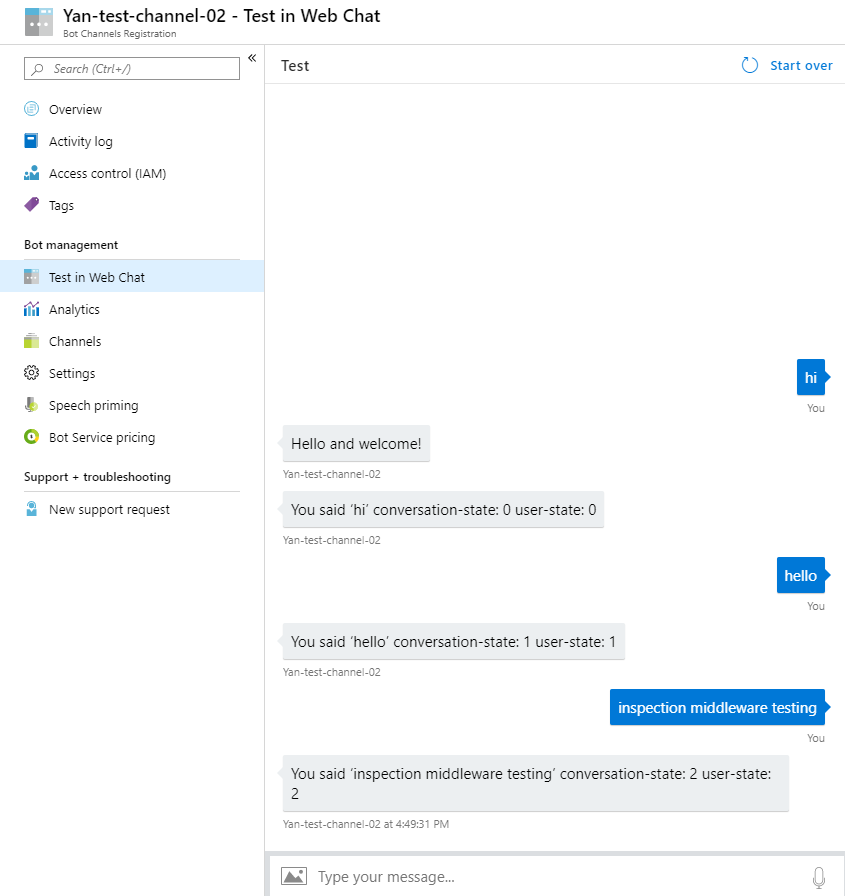 Yan-test-channel-02 - Test in Web Chat
Bot Channels Registration
Search (Ctrl+/)
«
Overview
Activity log
Access control (IAM)
Tags
Bot management
Test in Web Chat
Analytics
Channels
Settings
Speech priming
Bot Service pricing
Support + troubleshooting
New support request
Test
Start over
hi
You
Hello and welcome!
Yan-test-channel-02
You said ‘hi’ conversation-state: 0 user-state: 0
Yan-test-channel-02
hello
You
You said ‘hello’ conversation-state: 1 user-state: 1
Yan-test-channel-02
inspection middleware testing
You
You said ‘inspection middleware testing’ conversation-state: 2 user-state:
2
Yan-test-channel-02 at 4:49:31 PM
Type your message...